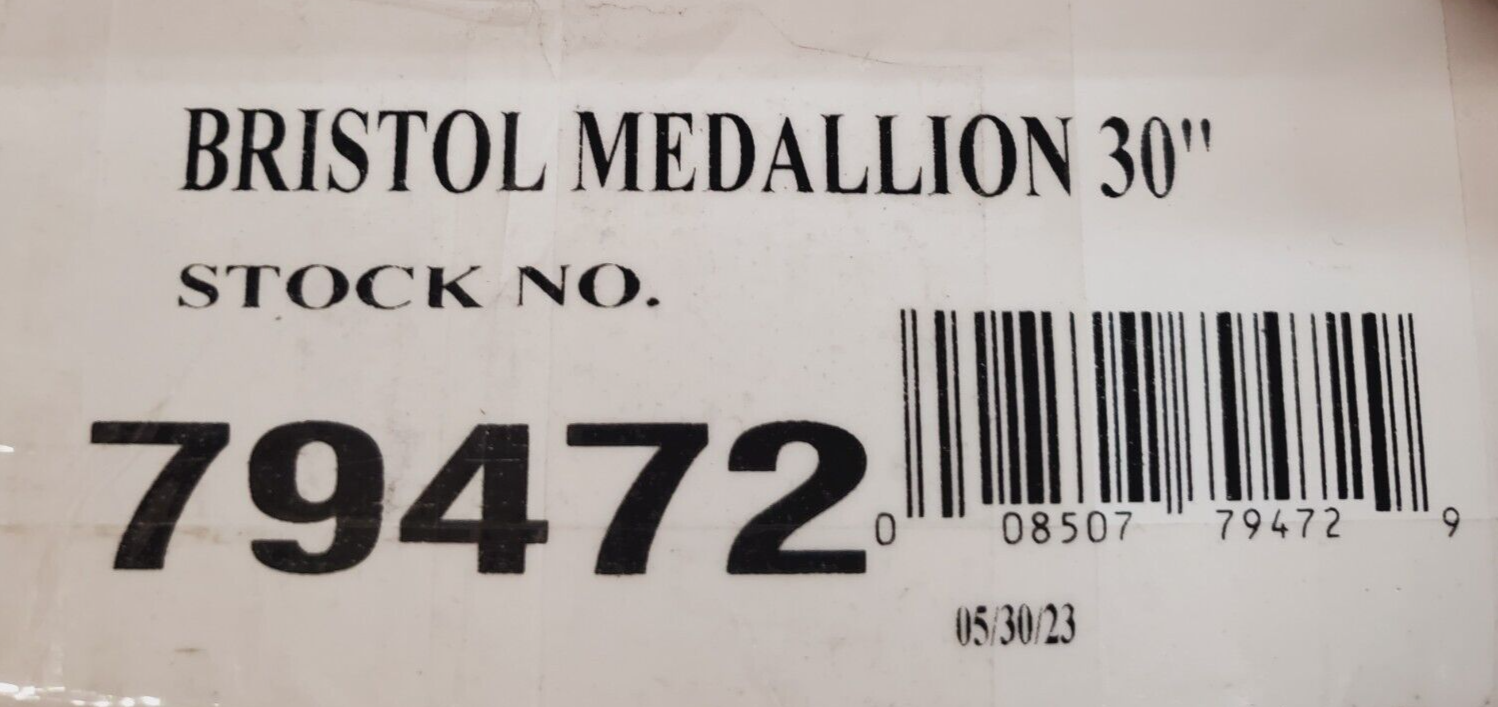 BRISTOL MEDALLION 30"
STOCK NO.
79472
0 08507 79472 9
05/30/23